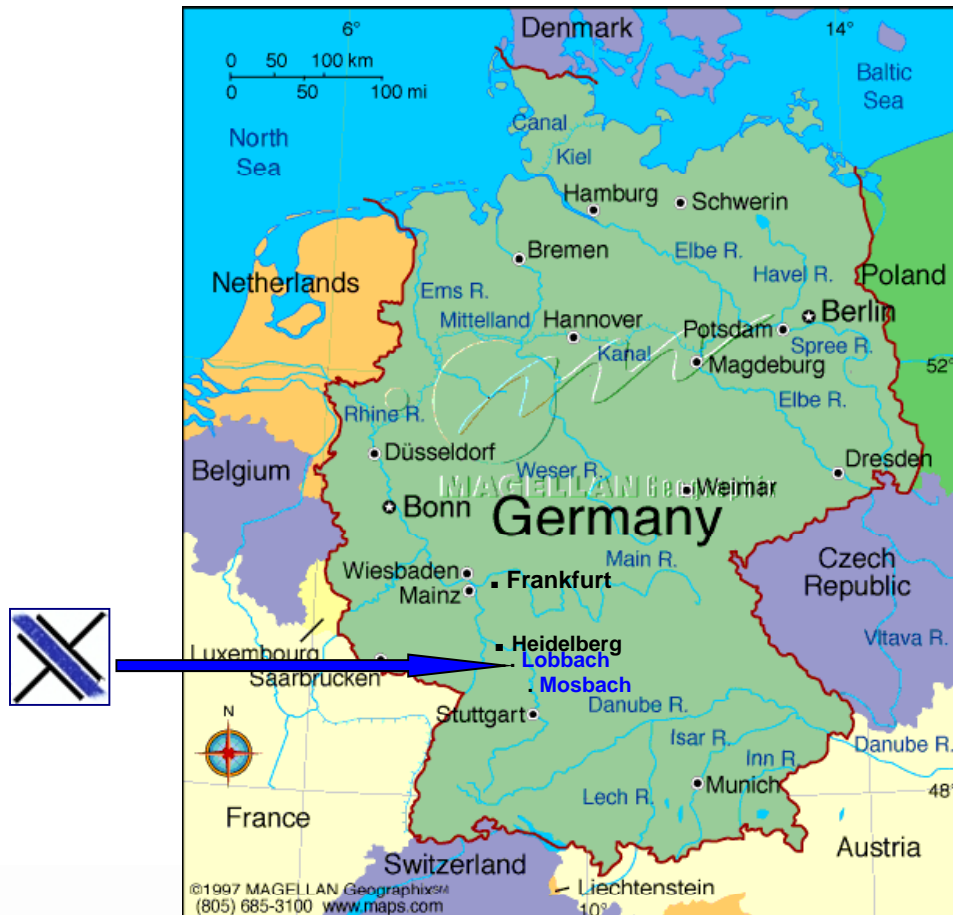 6°
Denmark
14°
0 50 100 km
0 50 100 mi
Baltic
Sea
North
Sea
Canal
Kiel
Hamburg
Schwerin
Bremen
Elbe R.
Havel R.
Poland
Netherlands
Ems R.
Mittelland
Hannover
Berlin
Potsdam
Kanal
Spree R.
Magdeburg
52°
Rhine R.
Elbe R.
Düsseldorf
Belgium
Weser R.
Dresden
MAGELLAN Geographix
Weimar
Bonn
Germany
Main R.
Czech
Republic
Wiesbaden
Frankfurt
Mainz
Heidelberg
Vltava R.
Luxembourg
Lobbach
Saarbrucken
Mosbach
N
Danube R.
Stuttgart
Isar R.
Inn R.
Danube R.
Munich
Lech R.
48°
France
Austria
Switzerland
©1997 MAGELLAN Geographix℠
Liechtenstein
(805) 685-3100 www.maps.com
10°